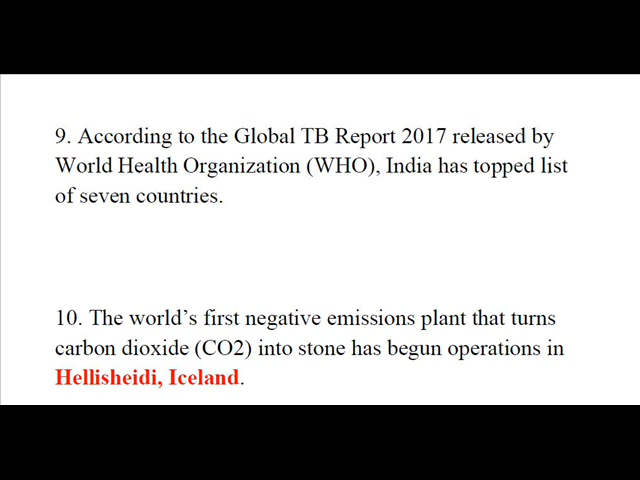 9. According to the Global TB Report 2017 released by
World Health Organization (WHO), India has topped list
of seven countries.
10. The world’s first negative emissions plant that turns
carbon dioxide (CO2) into stone has begun operations in
Hellisheidi, Iceland.